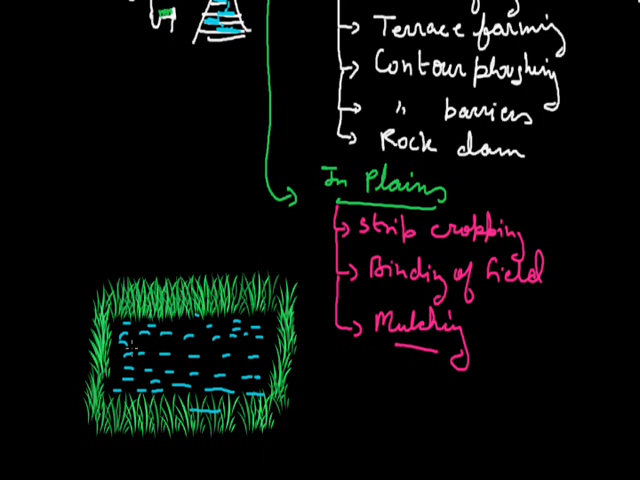 Terrace farming
Contour ploughing
" barriers
Rock dam
In Plains
Strip cropping
Binding of field
Mulching